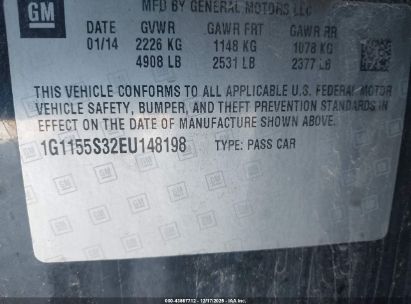 MFD BY GENERAL MOTORS LLC
DATE GVWR GAWR FRT GAWR RR
01/14 2226 KG 1148 KG 1078 KG
4908 LB 2531 LB 2377 LB
THIS VEHICLE CONFORMS TO ALL APPLICABLE U.S. FEDERAL MOTOR
VEHICLE SAFETY, BUMPER, AND THEFT PREVENTION STANDARDS IN
EFFECT ON THE DATE OF MANUFACTURE SHOWN ABOVE.
1G1155S32EU148198 TYPE: PASS CAR
GM